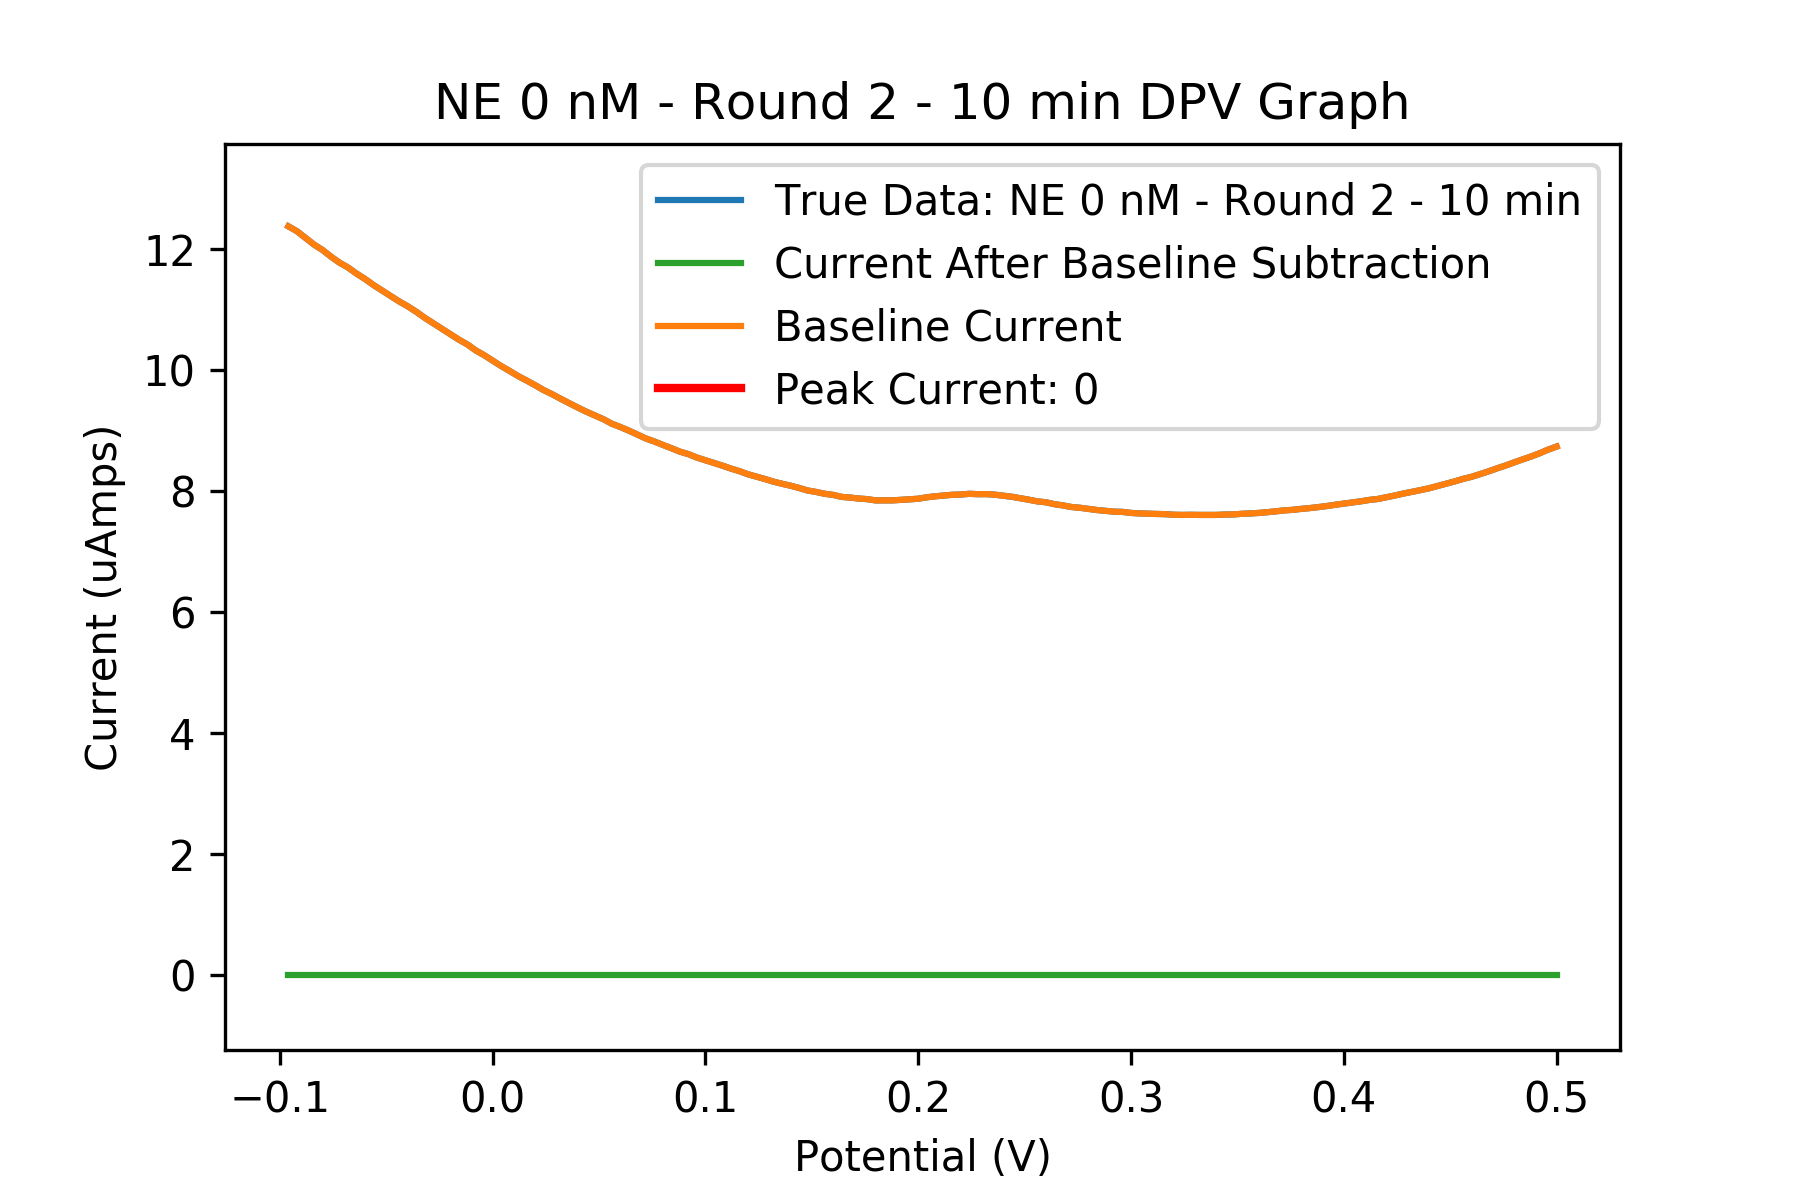 NE 0 nM - Round 2 - 10 min DPV Graph
True Data: NE 0 nM - Round 2 - 10 min
Current After Baseline Subtraction
Baseline Current
Peak Current: 0
Current (uAmps)
12
10
8
6
4
2
0
−0.1 0.0 0.1 0.2 0.3 0.4 0.5
Potential (V)